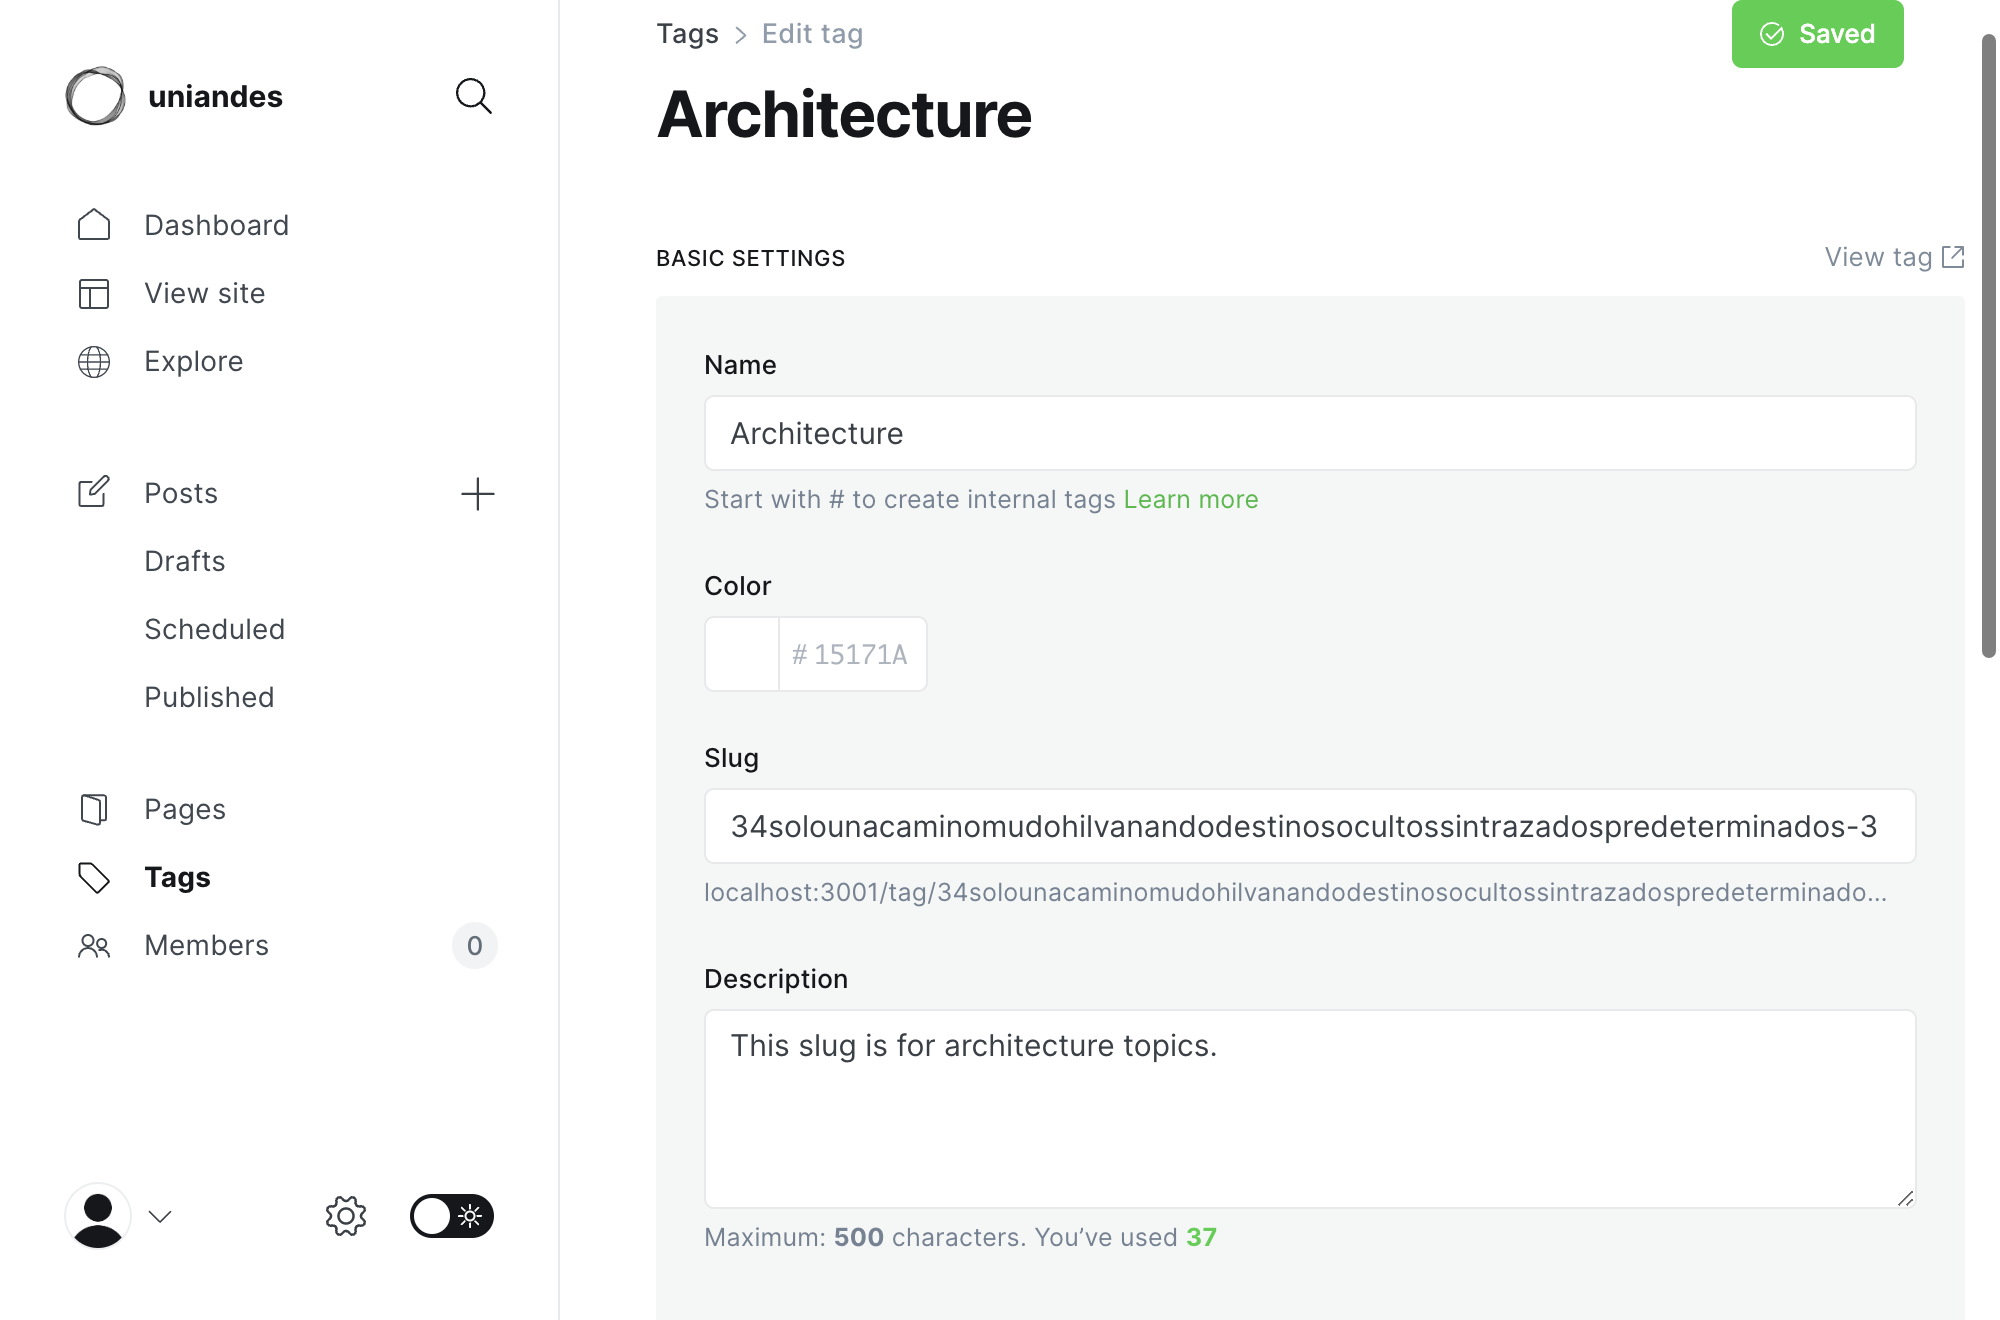 uniandes
Dashboard
View site
Explore
Posts
Drafts
Scheduled
Published
Pages
Tags
Members
0
Tags > Edit tag
Saved
Architecture
BASIC SETTINGS
View tag
Name
Architecture
Start with # to create internal tags Learn more
Color
# 15171A
Slug
34solounacaminomudohilvanandodestinosocultossintrazadospredeterminados-3
localhost:3001/tag/34solounacaminomudohilvanandodestinosocultossintrazadospredeterminado...
Description
This slug is for architecture topics.
Maximum: 500 characters. You’ve used 37